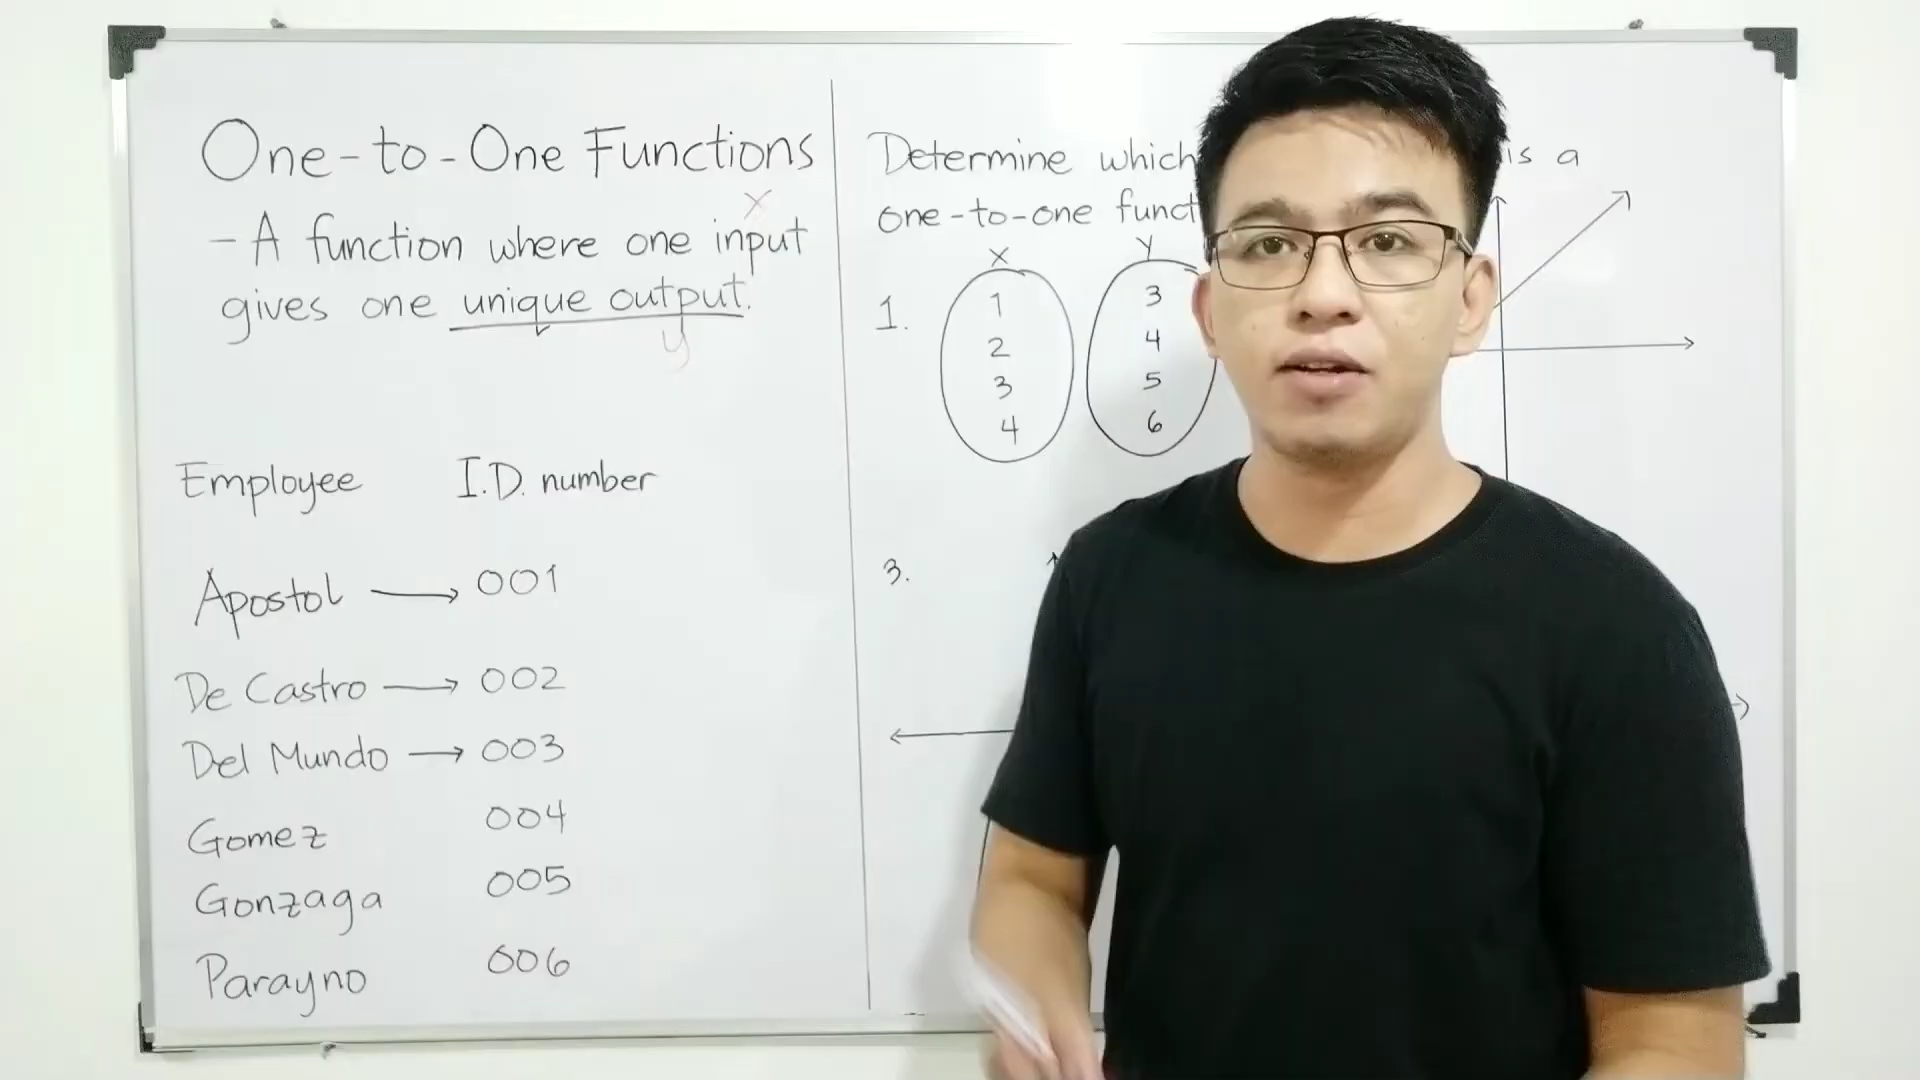 One-to-One Functions
x
- A function where one input
gives one unique output.
y
Employee I.D. number
Apostol → 001
De Castro → 002
Del Mundo → 003
Gomez 004
Gonzaga 005
Parayno 006
Determine which is a
one-to-one funct
x y
1.
1 3
2 4
3 5
4 6
3.